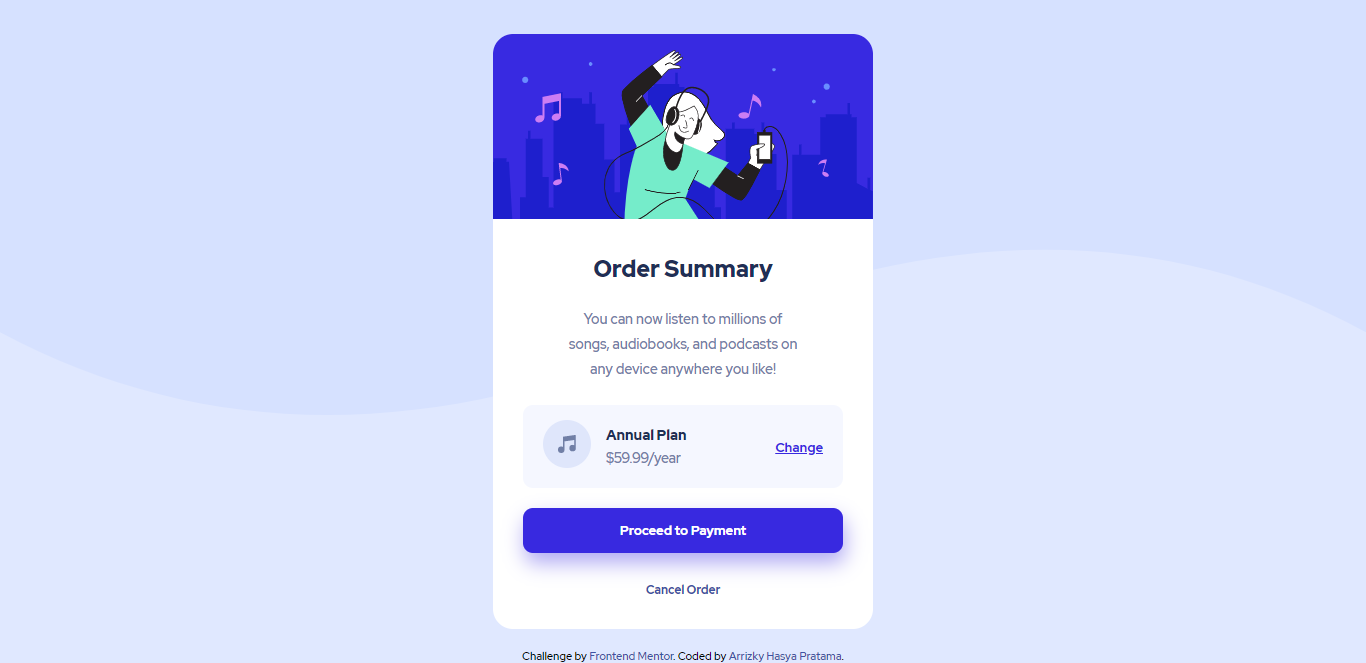 Order Summary
You can now listen to millions of
songs, audiobooks, and podcasts on
any device anywhere you like!
Annual Plan
$59.99/year
Change
Proceed to Payment
Cancel Order
Challenge by Frontend Mentor. Coded by Arrizky Hasya Pratama.